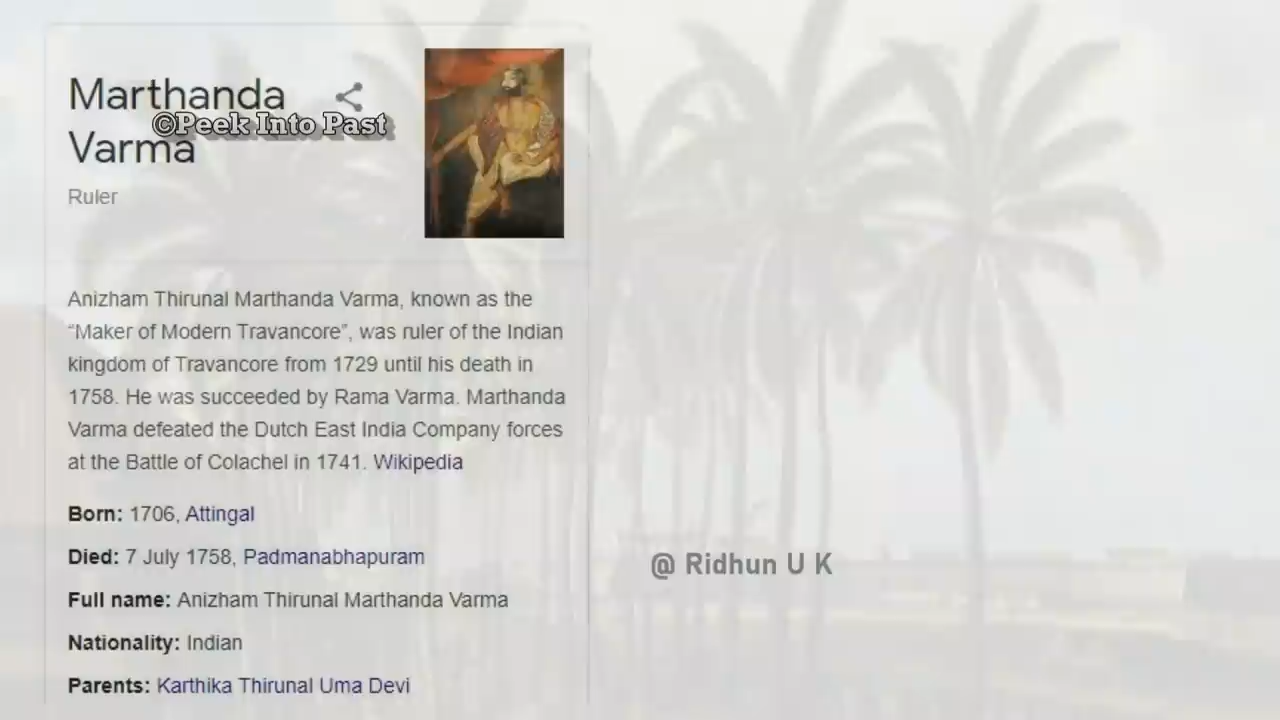 Marthanda
©Peek Into Past
Varma
Ruler
Anizham Thirunal Marthanda Varma, known as the
“Maker of Modern Travancore”, was ruler of the Indian
kingdom of Travancore from 1729 until his death in
1758. He was succeeded by Rama Varma. Marthanda
Varma defeated the Dutch East India Company forces
at the Battle of Colachel in 1741. Wikipedia
Born: 1706, Attingal
Died: 7 July 1758, Padmanabhapuram
Full name: Anizham Thirunal Marthanda Varma
Nationality: Indian
Parents: Karthika Thirunal Uma Devi
@ Ridhun U K